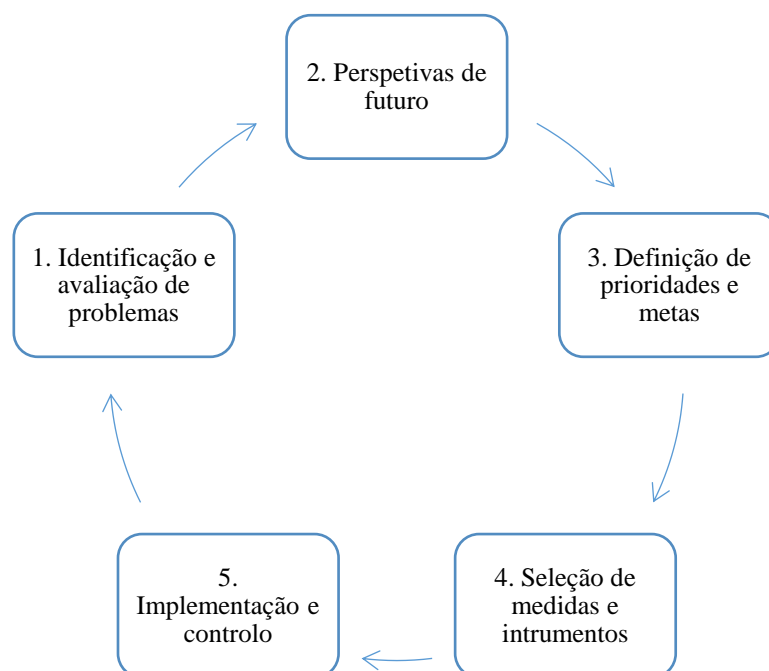 1. Identificação e
avaliação de
problemas
2. Perspetivas de
futuro
3. Definição de
prioridades e
metas
4. Seleção de
medidas e
intrumentos
5.
Implementação e
controlo